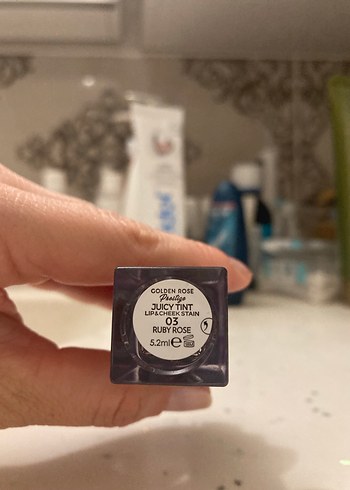 GOLDEN ROSE
Prestige
JUICY TINT
LIP&CHEEK STAIN
03
RUBY ROSE
5.2ml e